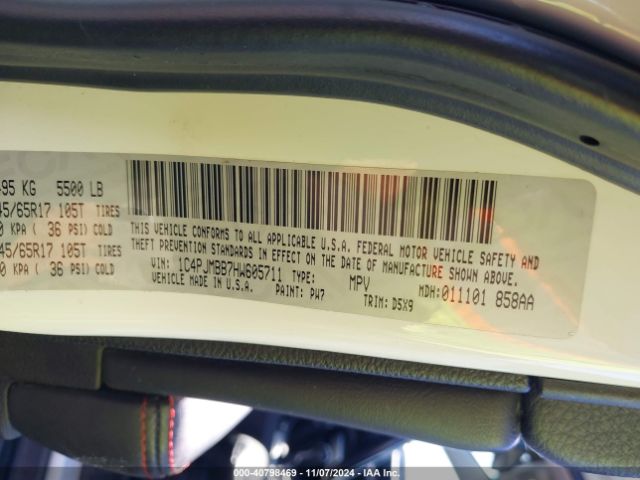 495 KG 5500 LB
45/65R17 105T TIRES
0 KPA ( 36 PSI) COLD
45/65R17 105T TIRES
0 KPA ( 36 PSI) COLD
THIS VEHICLE CONFORMS TO ALL APPLICABLE U.S.A. FEDERAL MOTOR VEHICLE SAFETY AND
THEFT PREVENTION STANDARDS IN EFFECT ON THE DATE OF MANUFACTURE SHOWN ABOVE.
VIN: 1C4PJMBB7HW605711 TYPE: MPV MDH: 011101 858AA
VEHICLE MADE IN U.S.A. PAINT: PW7 TRIM: D5X9
000-40798469 - 11/07/2024 - IAA Inc.